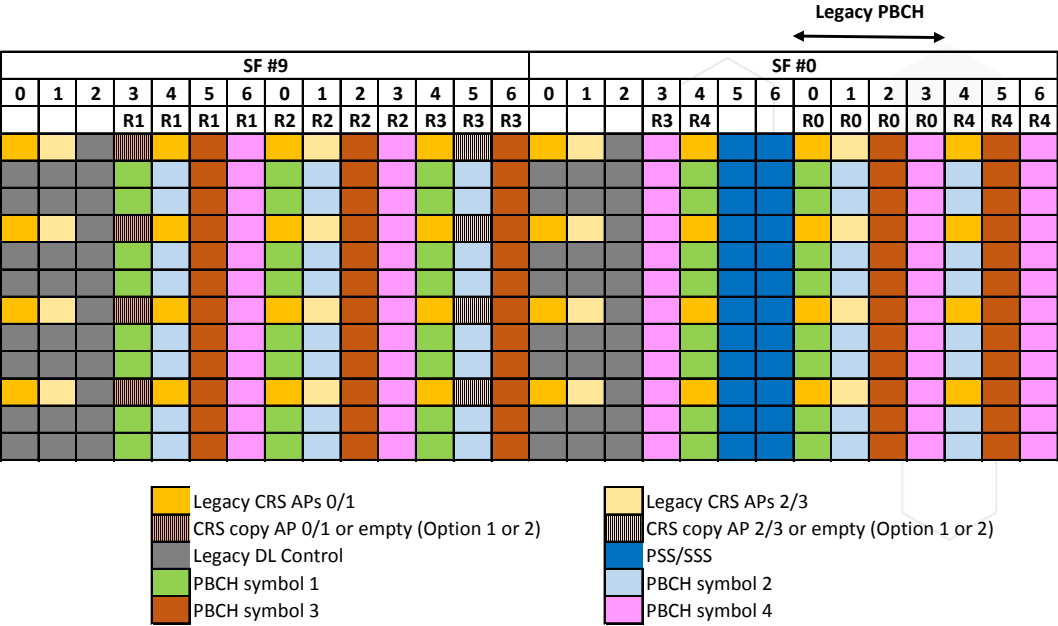 Legacy PBCH
SF #9 SF #0
0 1 2 3 4 5 6 0 1 2 3 4 5 6 0 1 2 3 4 5 6 0 1 2 3 4 5 6
R1 R1 R1 R1 R2 R2 R2 R2 R3 R3 R3 R3 R4 R0 R0 R0 R0 R4 R4 R4
Legacy CRS APs 0/1 Legacy CRS APs 2/3
CRS copy AP 0/1 or empty (Option 1 or 2) CRS copy AP 2/3 or empty (Option 1 or 2)
Legacy DL Control PSS/SSS
PBCH symbol 1 PBCH symbol 2
PBCH symbol 3 PBCH symbol 4